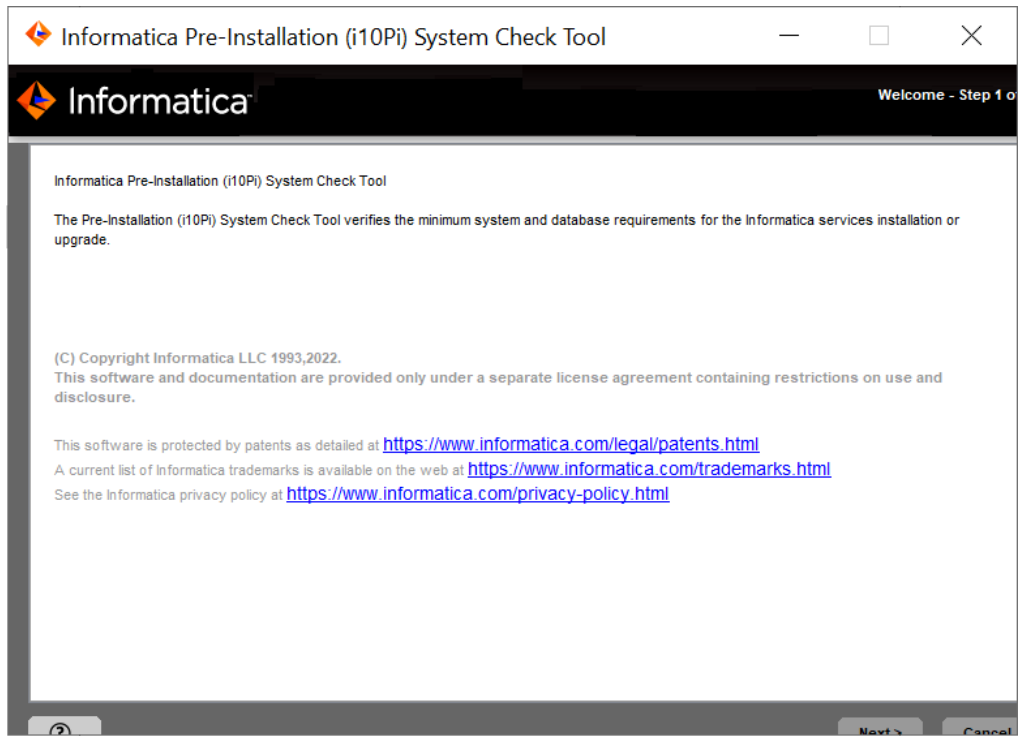 Informatica Pre-Installation (i10Pi) System Check Tool
Informatica
Welcome - Step 1 o
Informatica Pre-Installation (i10Pi) System Check Tool
The Pre-Installation (i10Pi) System Check Tool verifies the minimum system and database requirements for the Informatica services installation or
upgrade.
(C) Copyright Informatica LLC 1993,2022.
This software and documentation are provided only under a separate license agreement containing restrictions on use and
disclosure.
This software is protected by patents as detailed at https://www.informatica.com/legal/patents.html
A current list of Informatica trademarks is available on the web at https://www.informatica.com/trademarks.html
See the Informatica privacy policy at https://www.informatica.com/privacy-policy.html
? Next > Cancel